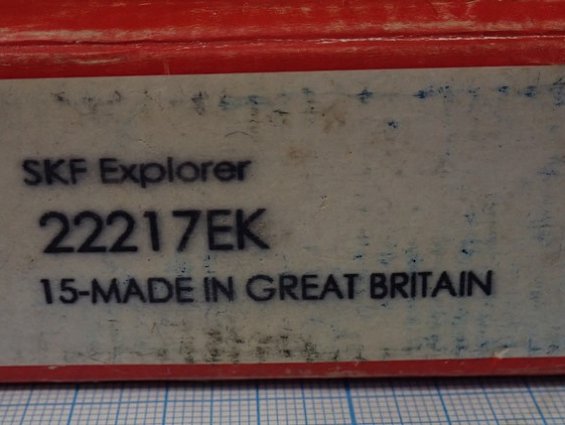 SKF Explorer
22217EK
15-MADE IN GREAT BRITAIN